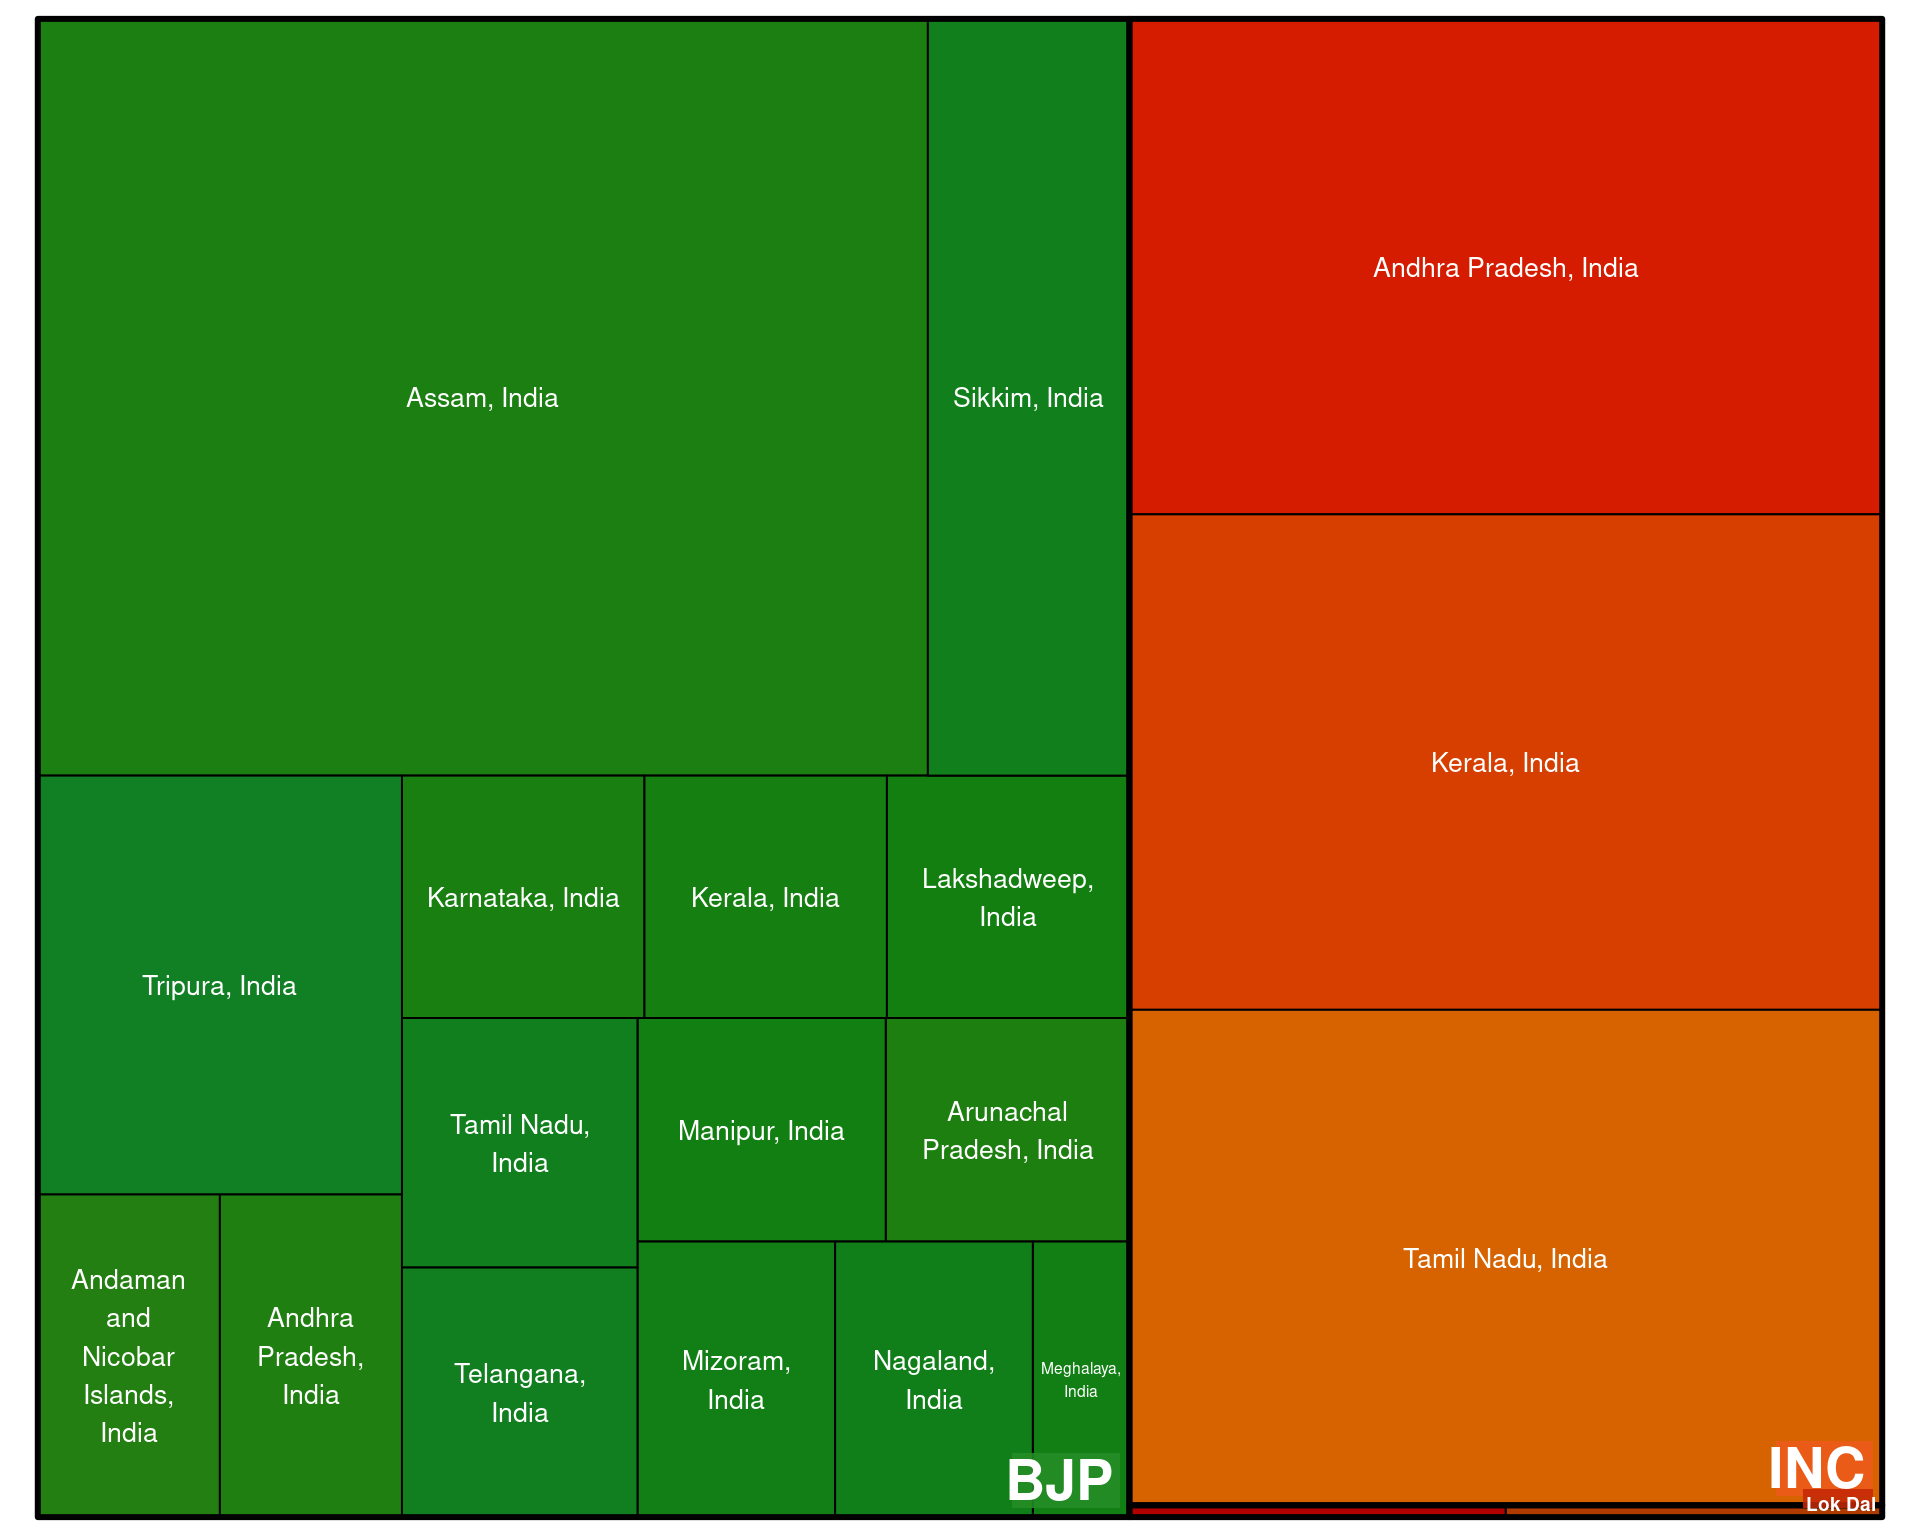 Assam, India
Sikkim, India
Andhra Pradesh, India
Kerala, India
Tamil Nadu, India
Tripura, India
Karnataka, India
Kerala, India
Lakshadweep,
India
Tamil Nadu,
India
Manipur, India
Arunachal
Pradesh, India
Andaman
and
Nicobar
Islands,
India
Andhra
Pradesh,
India
Telangana,
India
Mizoram,
India
Nagaland,
India
Meghalaya,
India
BJP
INC
Lok Dal